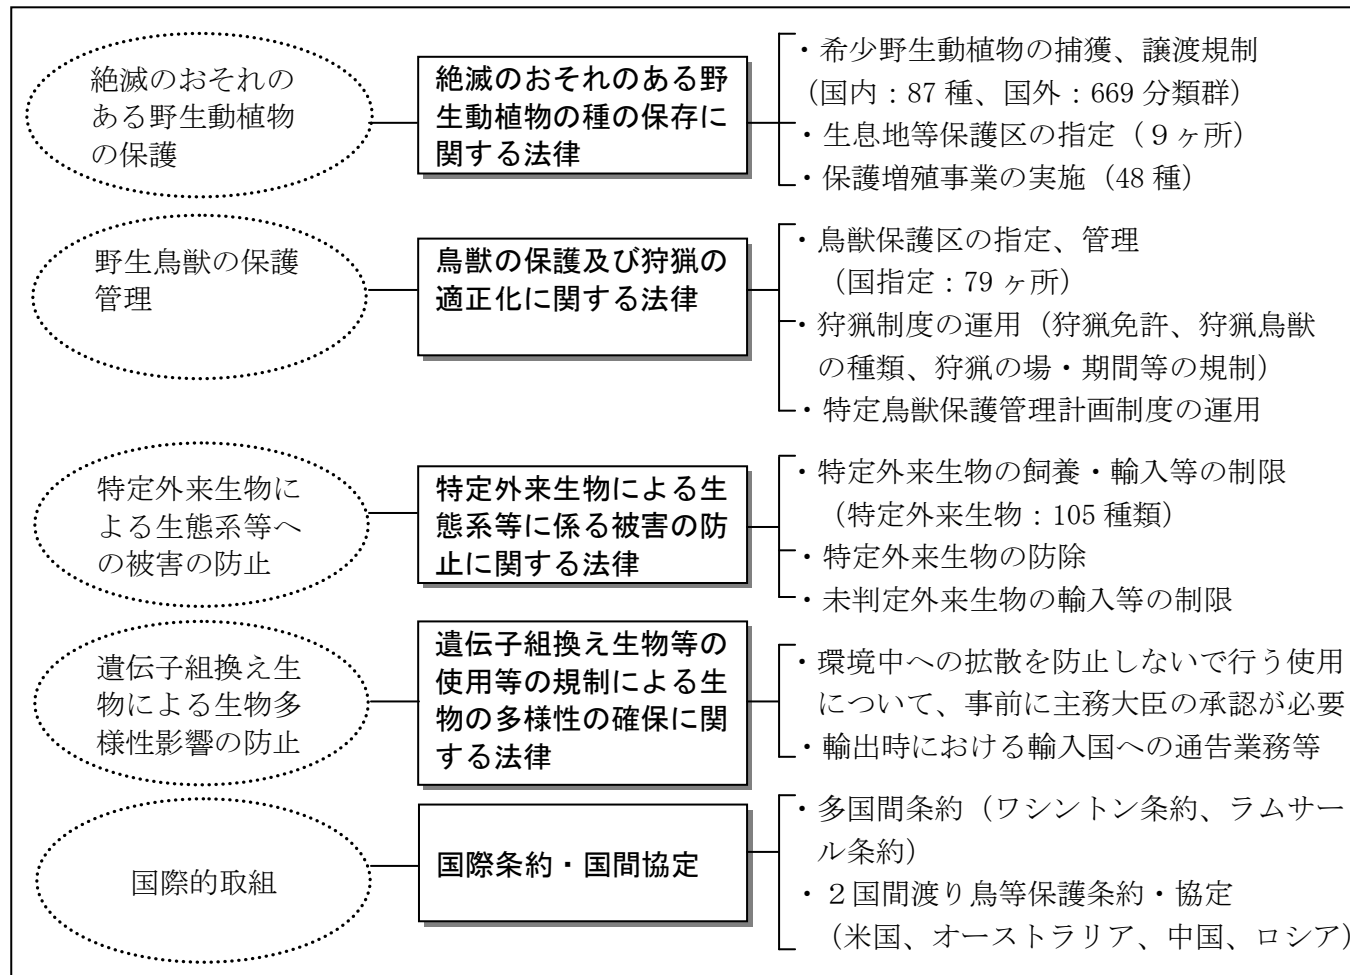 絶滅のおそれの
ある野生動植物
の保護
絶滅のおそれのある野
生動植物の種の保存に
関する法律
・希少野生動植物の捕獲、譲渡規制
（国内：87 種、国外：669 分類群）
・生息地等保護区の指定（９ヶ所）
・保護増殖事業の実施（48 種）
野生鳥獣の保護
管理
鳥獣の保護及び狩猟の
適正化に関する法律
・鳥獣保護区の指定、管理
（国指定：79 ヶ所）
・狩猟制度の運用（狩猟免許、狩猟鳥獣
の種類、狩猟の場・期間等の規制）
・特定鳥獣保護管理計画制度の運用
特定外来生物に
よる生態系等へ
の被害の防止
特定外来生物による生
態系等に係る被害の防
止に関する法律
・特定外来生物の飼養・輸入等の制限
（特定外来生物：105 種類）
・特定外来生物の防除
・未判定外来生物の輸入等の制限
遺伝子組換え生
物による生物多
様性影響の防止
遺伝子組換え生物等の
使用等の規制による生
物の多様性の確保に関
する法律
・環境中への拡散を防止しないで行う使用
について、事前に主務大臣の承認が必要
・輸出時における輸入国への通告業務等
国際的取組
国際条約・国間協定
・多国間条約（ワシントン条約、ラムサー
ル条約）
・２国間渡り鳥等保護条約・協定
（米国、オーストラリア、中国、ロシア）